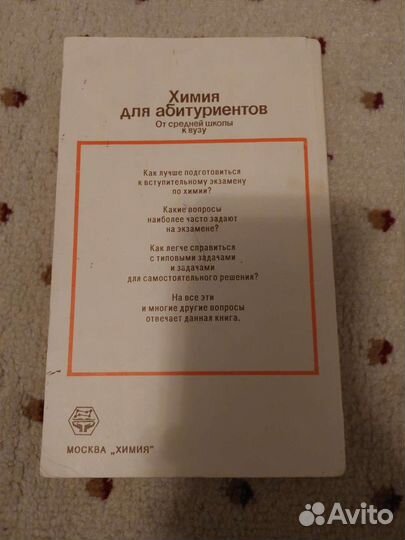 Химия
для абитуриентов
От средней школы
к вузу
Как лучше подготовиться
к вступительному экзамену
по химии?
Какие вопросы
наиболее часто задают
на экзамене?
Как легче справиться
с типовыми задачами
и задачами
для самостоятельного решения?
На все эти
и многие другие вопросы
отвечает данная книга.
МОСКВА „ХИМИЯ"
Avito